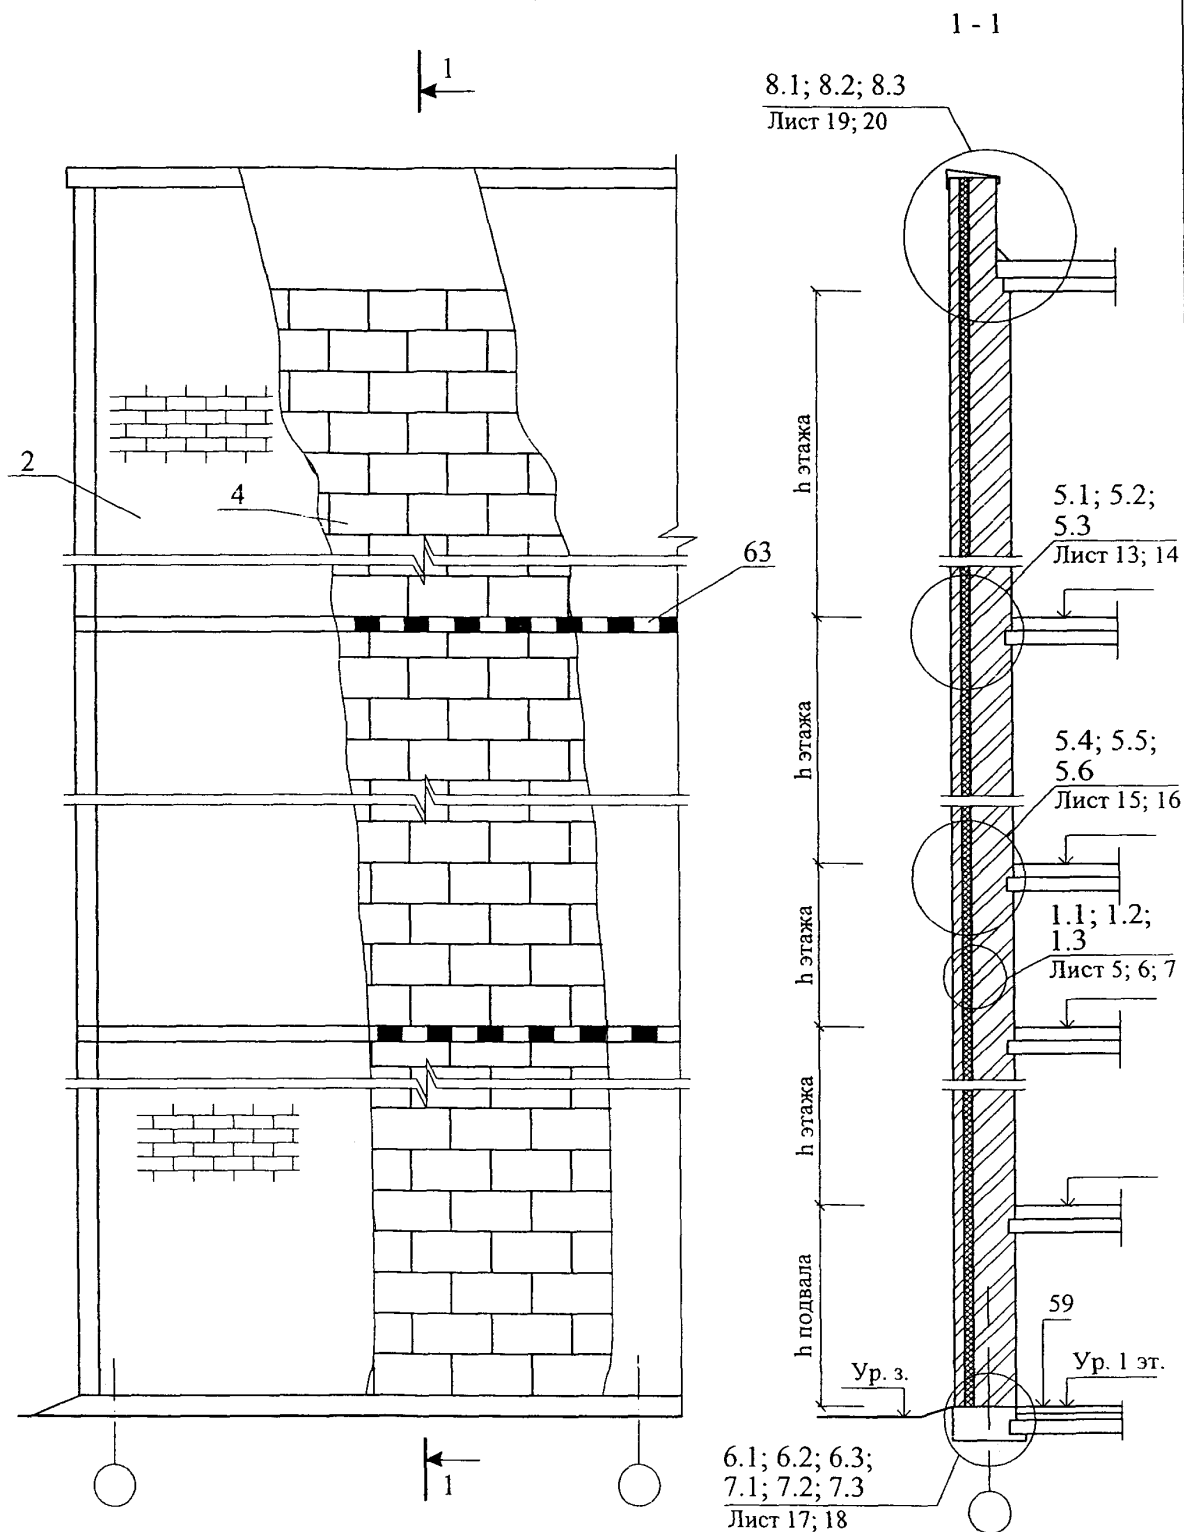 1 - 1
1
8.1; 8.2; 8.3
Лист 19; 20
h этажа
2
4
63
5.1; 5.2;
5.3
Лист 13; 14
h этажа
5.4; 5.5;
5.6
Лист 15; 16
h этажа
1.1; 1.2;
1.3
Лист 5; 6; 7
h этажа
h подвала
59
Ур. з.
Ур. 1 эт.
1
6.1; 6.2; 6.3;
7.1; 7.2; 7.3
Лист 17; 18